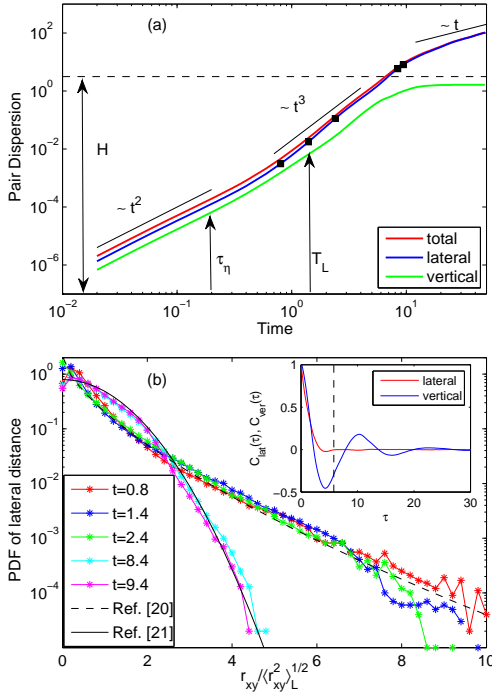 (a)
~ t
~ t³
~ t²
H
τ_η
T_L
10²
10⁰
10⁻²
10⁻⁴
10⁻⁶
Pair Dispersion
total
lateral
vertical
10⁻² 10⁻¹ 10⁰ 10¹
Time
(b)
10⁰
10⁻¹
10⁻²
10⁻³
10⁻⁴
PDF of lateral distance
t=0.8
t=1.4
t=2.4
t=8.4
t=9.4
Ref. [20]
Ref. [21]
lateral
vertical
1
0.5
0
−0.5
C_lat(τ), C_ver(τ)
0 10 20 30
τ
0 2 4 6 8 10
r_xy/⟨r²_xy⟩_L^1/2